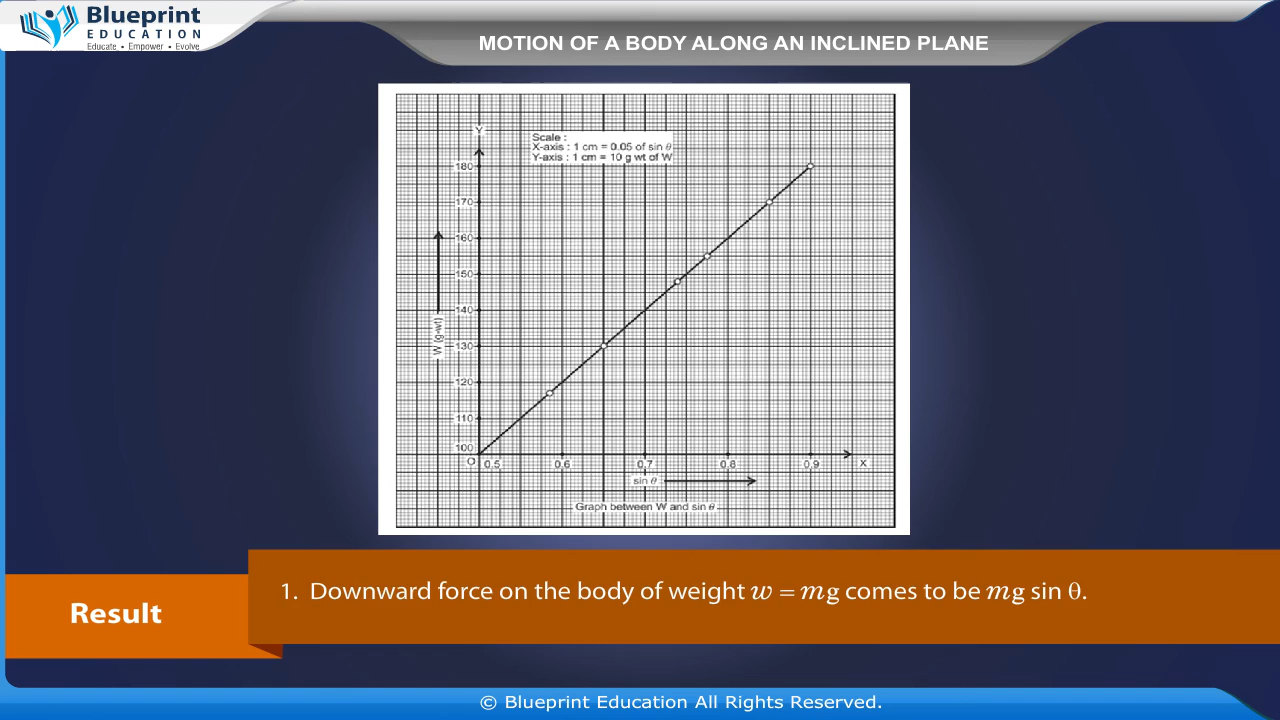 Blueprint
EDUCATION
Educate • Empower • Evolve
MOTION OF A BODY ALONG AN INCLINED PLANE
Y
Scale :
X-axis : 1 cm = 0.05 of sin θ
Y-axis : 1 cm = 10 g wt of W
180
170
160
150
140
130
120
110
100
W (g-wt)
O
0.5
0.6
0.7
0.8
0.9
X
sin θ
Graph between W and sin θ
Result
1. Downward force on the body of weight w = mg comes to be mg sin θ.
© Blueprint Education All Rights Reserved.